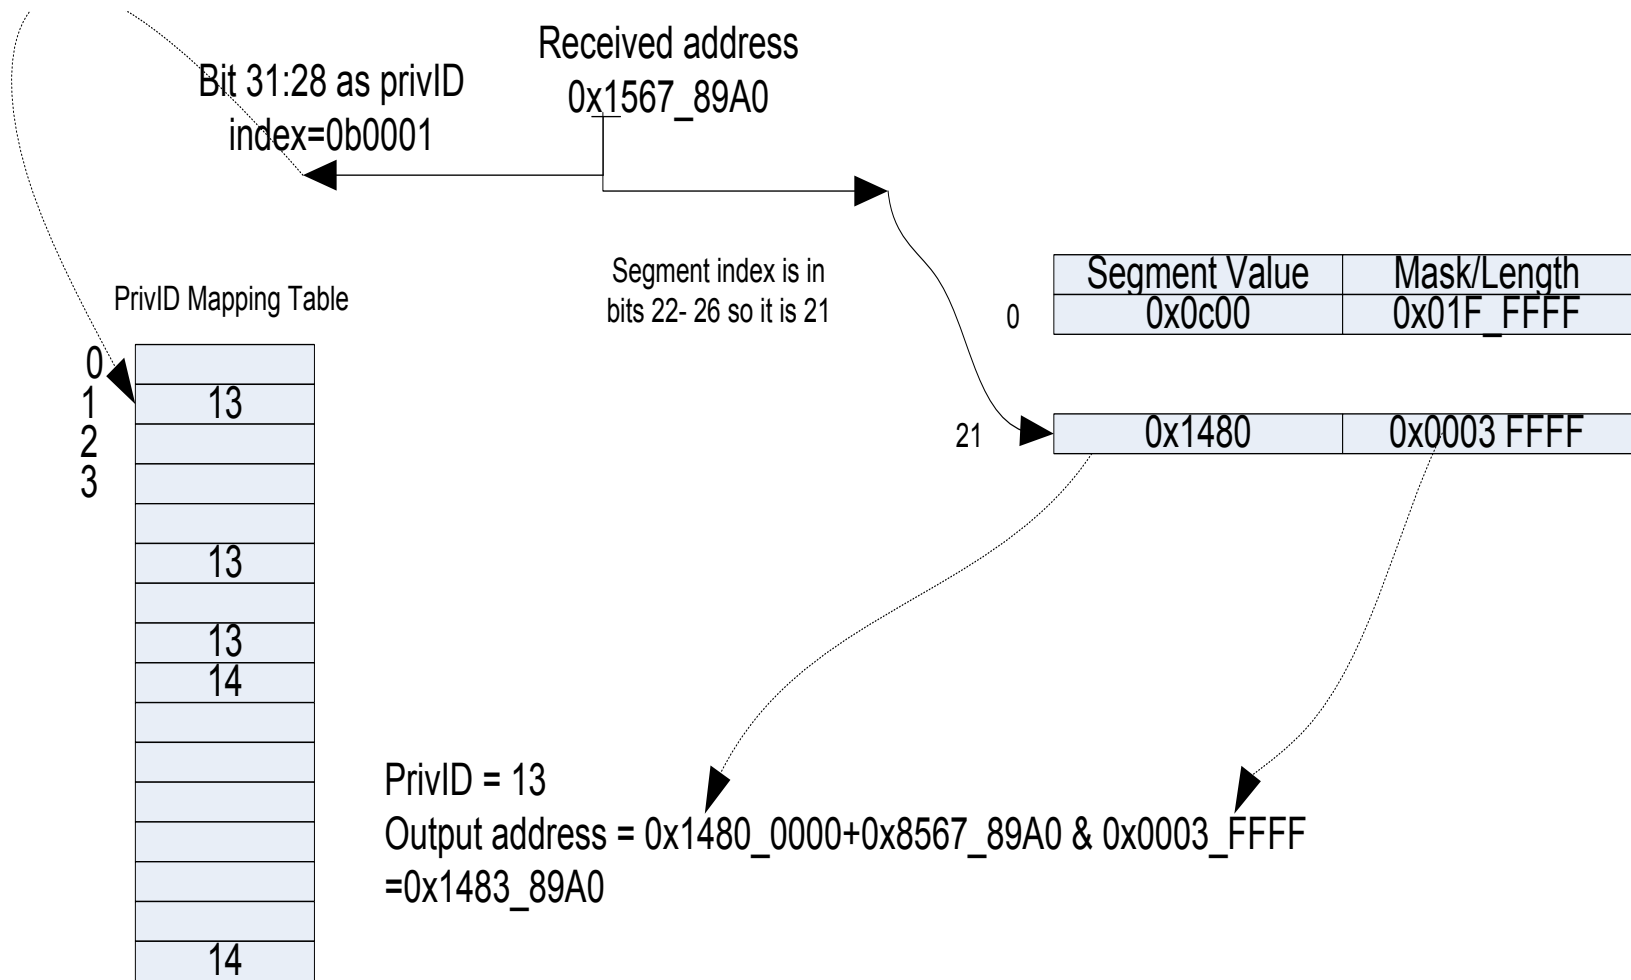 Received address
0x1567_89A0
Bit 31:28 as privID
index=0b0001
Segment index is in
bits 22- 26 so it is 21
Segment Value Mask/Length
0 0x0c00 0x01F_FFFF
21 0x1480 0x0003 FFFF
PrivID Mapping Table
0
1 13
2
3
13
13
14
14
PrivID = 13
Output address = 0x1480_0000+0x8567_89A0 & 0x0003_FFFF
=0x1483_89A0